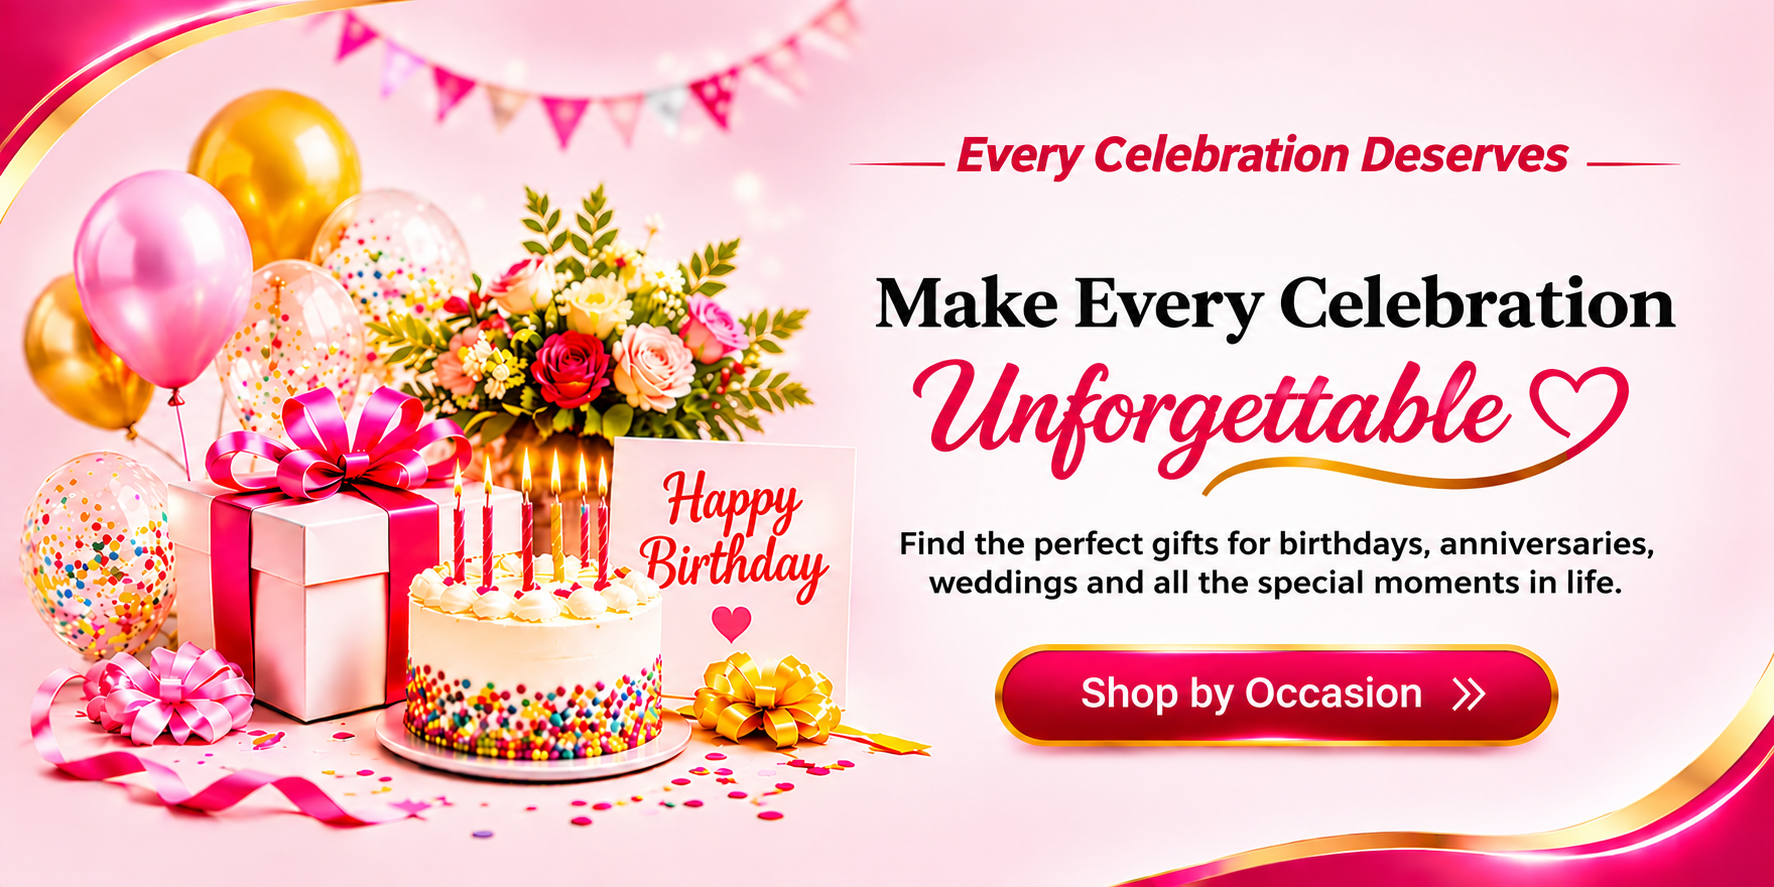 Every Celebration Deserves
Make Every Celebration
Unforgettable
Happy
Birthday
Find the perfect gifts for birthdays, anniversaries,
weddings and all the special moments in life.
Shop by Occasion